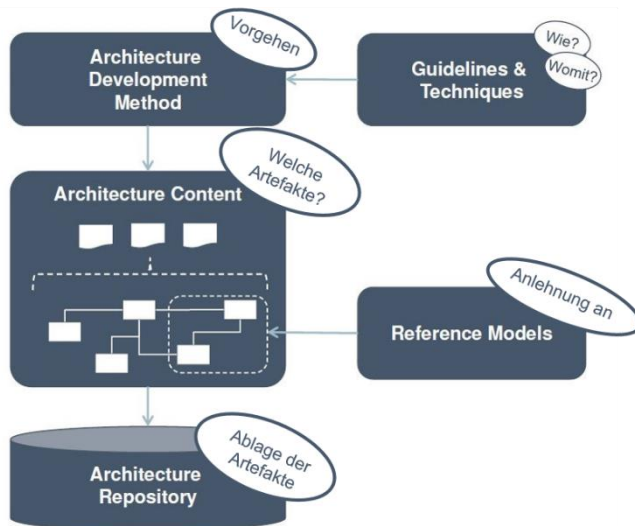 Vorgehen
Architecture
Development
Method
Wie?
Womit?
Guidelines &
Techniques
Welche
Artefakte?
Architecture Content
Anlehnung an
Reference Models
Ablage der
Artefakte
Architecture
Repository